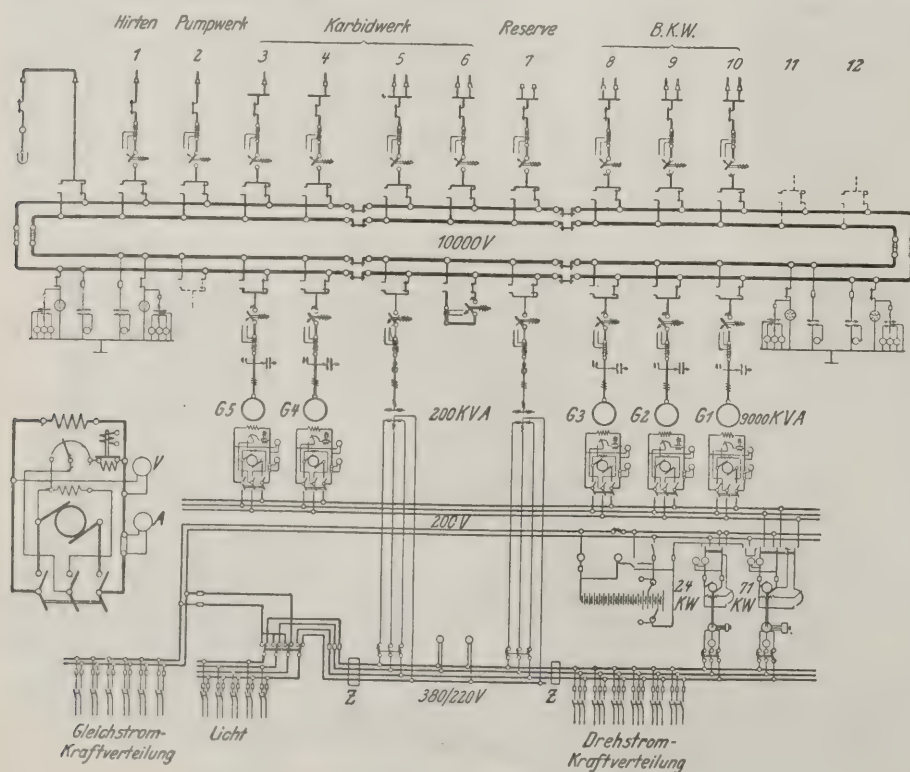 Hirten Pumpwerk Karbidwerk Reserve B.K.W.
1 2 3 4 5 6 7 8 9 10 11 12
10000V
G5 G4 200KVA G3 G2 G1 9000KVA
V
A
200V
24 KW
71 KW
Z 380/220V Z
Gleichstrom-
Kraftverteilung
Licht
Drehstrom-
Kraftverteilung